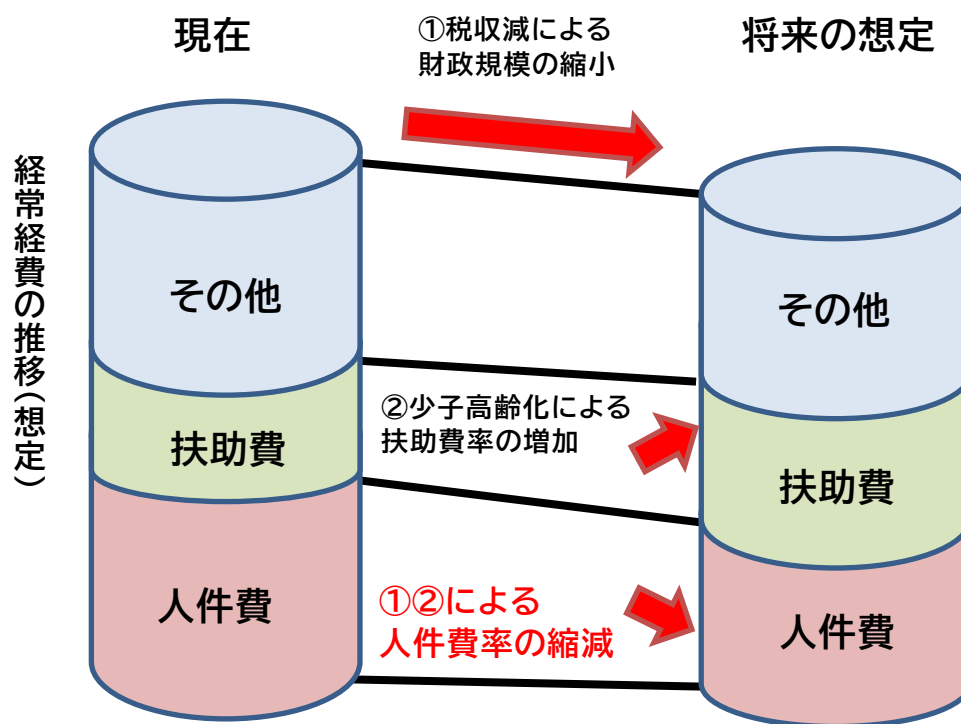 現在
①税収減による
財政規模の縮小
将来の想定
経常経費の推移(想定)
その他
その他
②少子高齢化による
扶助費率の増加
扶助費
扶助費
①②による
人件費率の縮減
人件費
人件費